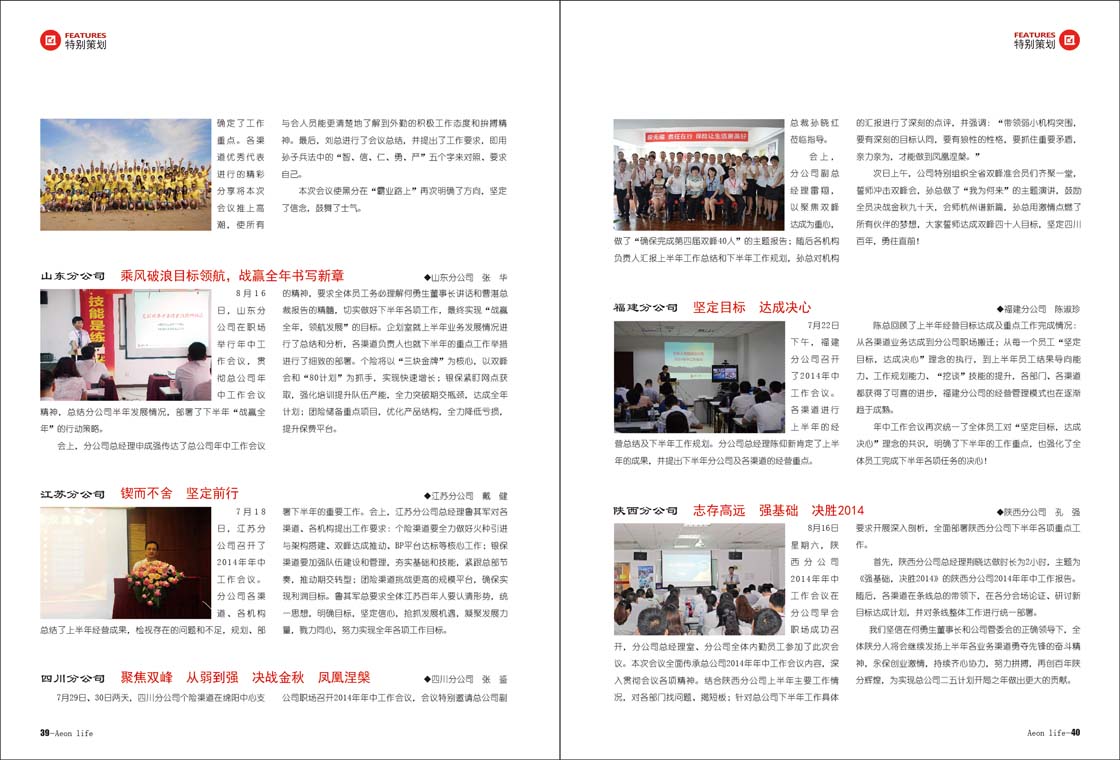 FEATURES
特别策划
确定了工作
重点。各渠
道优秀代表
进行的精彩
分享将本次
会议推上高
潮，使所有
与会人员能更清楚地了解到外勤的积极工作态度和拼搏精
神。最后，刘总进行了会议总结，并提出了工作要求，即用
孙子兵法中的“智、信、仁、勇、严”五个字来对照、要求
自己。
本次会议使黑分在“霸业路上”再次明确了方向，坚定
了信念，鼓舞了士气。
山东分公司 乘风破浪目标领航，战赢全年书写新章 ◆山东分公司 张 华
8月16
日，山东分
公司在职场
举行年中工
作会议，贯
彻总公司年
中工作会议
精神，总结分公司半年发展情况，部署了下半年“战赢全
年”的行动策略。
会上，分公司总经理申成强传达了总公司年中工作会议
的精神，要求全体员工务必理解何勇生董事长讲话和曹湛总
裁报告的精髓，切实做好下半年各项工作，最终实现“战赢
全年，领航发展”的目标。企划室就上半年业务发展情况进
行了总结和分析，各渠道负责人也就下半年的重点工作举措
进行了细致的部署。个险将以“三块金牌”为核心，以双峰
会和“80计划”为抓手，实现快速增长；银保紧盯网点获
取，强化培训提升队伍产能，全力突破期交瓶颈，达成全年
计划；团险储备重点项目，优化产品结构，全力降低亏损，
提升保费平台。
江苏分公司 锲而不舍 坚定前行 ◆江苏分公司 戴 健
7月18
日，江苏分
公司召开了
2014年年中
工作会议。
分公司各渠
道、各机构
总结了上半年经营成果，检视存在的问题和不足，规划、部
署下半年的重要工作。会上，江苏分公司总经理鲁其军对各
渠道、各机构提出工作要求：个险渠道要全力做好火种引进
与架构搭建、双峰达成推动、BP平台达标等核心工作；银保
渠道要加强队伍建设和管理，夯实基础和技能，紧跟总部节
奏，推动期交转型；团险渠道挑战更高的规模平台，确保实
现利润目标。鲁其军总要求全体江苏百年人要认清形势，统
一思想，明确目标，坚定信心，抢抓发展机遇，凝聚发展力
量，戮力同心，努力实现全年各项工作目标。
四川分公司 聚焦双峰 从弱到强 决战金秋 凤凰涅槃 ◆四川分公司 张 鉴
7月29日、30日两天，四川分公司个险渠道在绵阳中心支
公司职场召开2014年年中工作会议，会议特别邀请总公司副
39-Aeon life
FEATURES
特别策划
总裁孙晓红
莅临指导。
会上，
分公司副总
经理雷翔，
以聚焦双峰
达成为重心，
做了“确保完成第四届双峰40人”的主题报告；随后各机构
负责人汇报上半年工作总结和下半年工作规划，孙总对机构
的汇报进行了深刻的点评，并强调：“带领弱小机构突围，
要有深刻的目标认同，要有狼性的性格，要抓住重要矛盾，
亲力亲为，才能做到凤凰涅槃。”
次日上午，公司特别组织全省双峰准会员们齐聚一堂，
誓师冲击双峰会，孙总做了“我为何来”的主题演讲，鼓励
全员决战金秋九十天，会师杭州谱新篇，孙总用激情点燃了
所有伙伴的梦想，大家誓师达成双峰四十人目标，坚定四川
百年，勇往直前！
福建分公司 坚定目标 达成决心 ◆福建分公司 陈淑珍
7月22日
下午，福建
分公司召开
了2014年中
工作会议。
各渠道进行
上半年的经
营总结及下半年工作规划。分公司总经理陈仰新肯定了上半
年的成果，并提出下半年分公司及各渠道的经营重点。
陈总回顾了上半年经营目标达成及重点工作完成情况：
从各渠道业务达成到分公司职场搬迁；从每一个员工“坚定
目标，达成决心”理念的执行，到上半年员工结果导向能
力、工作规划能力、“挖谈”技能的提升，各部门、各渠道
都获得了可喜的进步，福建分公司的经营管理模式也在逐渐
趋于成熟。
年中工作会议再次统一了全体员工对“坚定目标，达成
决心”理念的共识，明确了下半年的工作重点，也强化了全
体员工完成下半年各项任务的决心！
陕西分公司 志存高远 强基础 决胜2014 ◆陕西分公司 孔 强
8月16日
星期六，陕
西分公司
2014年年中
工作会议在
分公司早会
职场成功召
开，分公司总经理室、分公司全体内勤员工参加了此次会
议。本次会议全面传承总公司2014年年中工作会议内容，深
入贯彻会议各项精神。结合陕西分公司上半年主要工作情
况，对各部门找问题，揭短板；针对总公司下半年工作具体
要求开展深入剖析，全面部署陕西分公司下半年各项重点工
作。
首先，陕西分公司总经理荆晓达做时长为2小时，主题为
《强基础，决胜2014》的陕西分公司2014年年中工作报告。
随后，各渠道在条线总的带领下，在各分会场论证、研讨新
目标达成计划，并对条线整体工作进行统一部署。
我们坚信在何勇生董事长和公司管委会的正确领导下，全
体陕分人将会继续发扬上半年各业务渠道勇夺先锋的奋斗精
神，永保创业激情，持续齐心协力，努力拼搏，再创百年陕
分辉煌，为实现总公司二五计划开局之年做出更大的贡献。
Aeon life-40